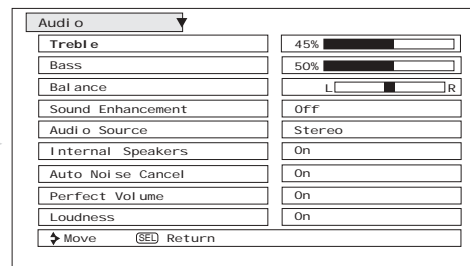 Audio
Treble 45%
Bass 50%
Balance L R
Sound Enhancement Off
Audio Source Stereo
Internal Speakers On
Auto Noise Cancel On
Perfect Volume On
Loudness On
Move SEL Return